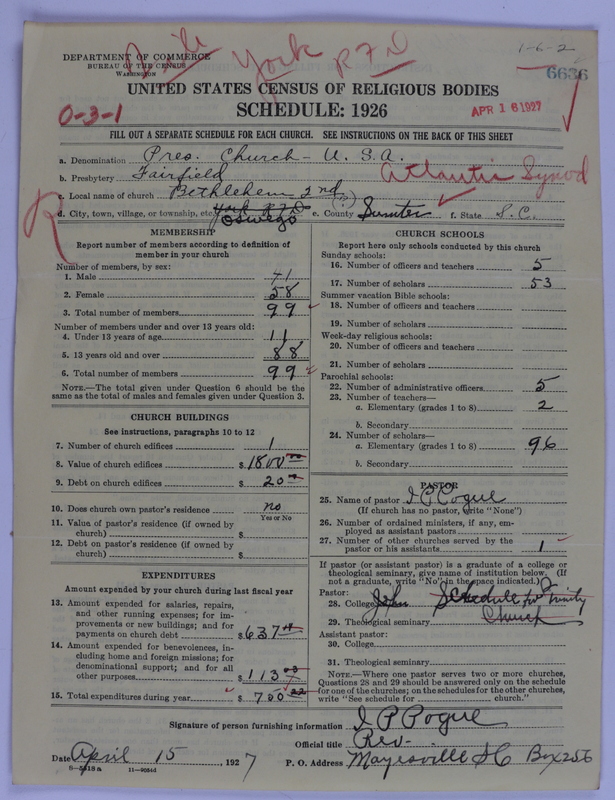 York RFD
1-6-2
DEPARTMENT OF COMMERCE
BUREAU OF THE CENSUS
WASHINGTON
6636
UNITED STATES CENSUS OF RELIGIOUS BODIES
SCHEDULE: 1926
0-3-1
APR 16 1927
FILL OUT A SEPARATE SCHEDULE FOR EACH CHURCH. SEE INSTRUCTIONS ON THE BACK OF THIS SHEET
a. Denomination Pres. Church - U.S.A.
b. Presbytery Fairfield
Atlantic Synod
c. Local name of church Bethlehem 2nd (?)
d. City, town, village, or township, etc. York RFD Oswego e. County Sumter f. State S.C.
R
MEMBERSHIP
Report number of members according to definition of member in your church
Number of members, by sex:
1. Male 41
2. Female 58
3. Total number of members 99
Number of members under and over 13 years old:
4. Under 13 years of age 11
5. 13 years old and over 88
6. Total number of members 99
NOTE.—The total given under Question 6 should be the same as the total of males and females given under Question 3.
CHURCH BUILDINGS
See instructions, paragraphs 10 to 12
7. Number of church edifices 1
8. Value of church edifices $1800
9. Debt on church edifices $20
10. Does church own pastor's residence no
Yes or No
11. Value of pastor's residence (if owned by church) $
12. Debt on pastor's residence (if owned by church) $
EXPENDITURES
Amount expended by your church during last fiscal year
13. Amount expended for salaries, repairs, and other running expenses; for improvements or new buildings; and for payments on church debt $637
14. Amount expended for benevolences, including home and foreign missions; for denominational support; and for all other purposes $113
15. Total expenditures during year $750
CHURCH SCHOOLS
Report here only schools conducted by this church
Sunday schools:
16. Number of officers and teachers 5
17. Number of scholars 53
Summer vacation Bible schools:
18. Number of officers and teachers
19. Number of scholars
Week-day religious schools:
20. Number of officers and teachers
21. Number of scholars
Parochial schools:
22. Number of administrative officers 5
23. Number of teachers—
a. Elementary (grades 1 to 8) 2
b. Secondary
24. Number of scholars—
a. Elementary (grades 1 to 8) 96
b. Secondary
PASTOR
25. Name of pastor I P Pogue
(If church has no pastor, write "None")
26. Number of ordained ministers, if any, employed as assistant pastors
27. Number of other churches served by the pastor or his assistants 1
If pastor (or assistant pastor) is a graduate of a college or theological seminary, give name of institution below. (If not a graduate, write "No" in the space indicated.)
Pastor:
28. College Schedule for Trinity
29. Theological seminary Church
Assistant pastor:
30. College
31. Theological seminary
NOTE.—Where one pastor serves two or more churches, Questions 28 and 29 should be answered only on the schedule for one of the churches; on the schedules for the other churches, write "See schedule for church."
Signature of person furnishing information I P Pogue
Official title Rev.
Date April 15, 1927
P. O. Address Mayesville SC Box 256
11—9054d